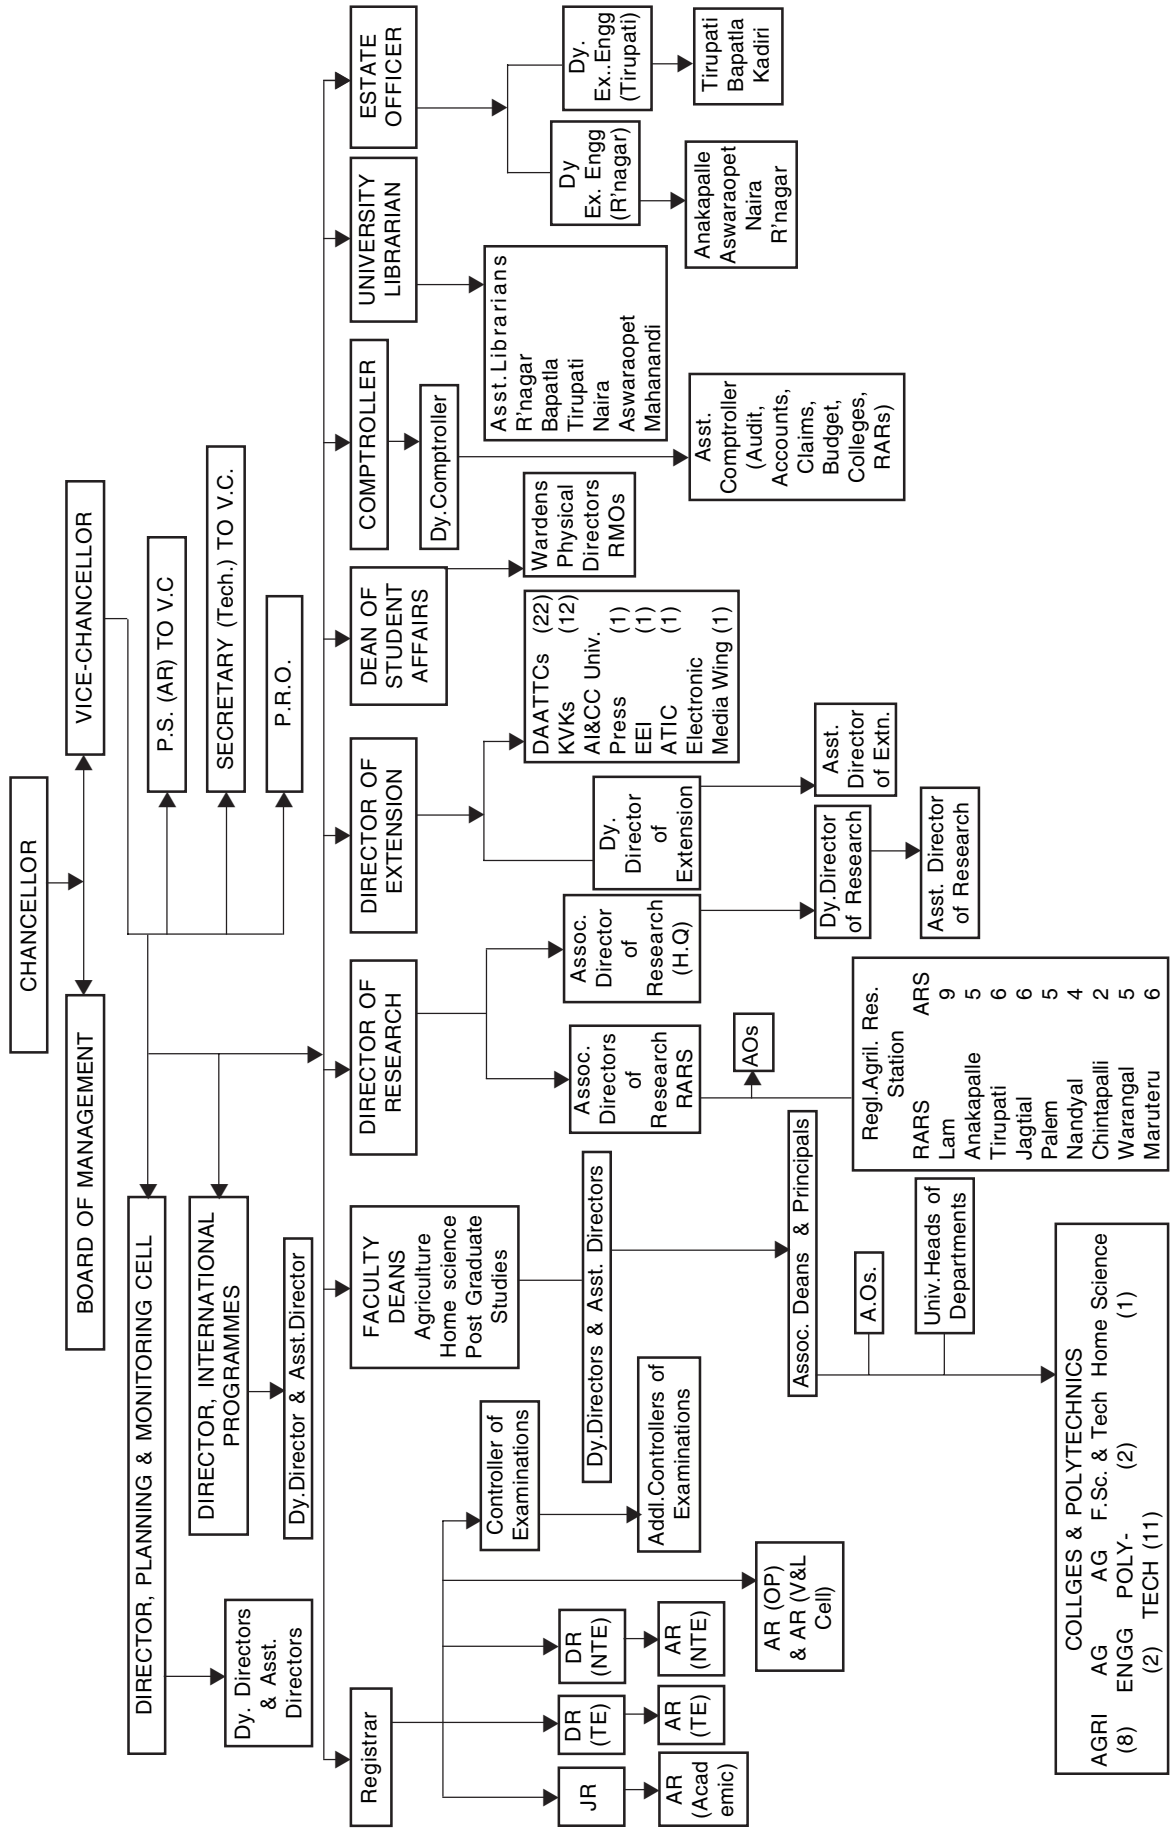 CHANCELLOR
BOARD OF MANAGEMENT
VICE-CHANCELLOR
P.S. (AR) TO V.C
SECRETARY (Tech.) TO V.C.
P.R.O.
DIRECTOR, PLANNING & MONITORING CELL
Dy. Directors
& Asst.
Directors
DIRECTOR, INTERNATIONAL
PROGRAMMES
Dy.Director & Asst.Director
Registrar
JR
AR
(Acad
emic)
DR
(TE)
AR
(TE)
DR
(NTE)
AR
(NTE)
AR (OP)
& AR (V&L
Cell)
Controller of
Examinations
Addl.Controllers of
Examinations
FACULTY
DEANS
Agriculture
Home science
Post Graduate
Studies
Dy.Directors & Asst. Directors
Assoc. Deans & Principals
A.Os.
Univ.Heads of
Departments
COLLGES & POLYTECHNICS
AGRI AG AG F.Sc. & Tech Home Science
(8) ENGG POLY- (2) (1)
(2) TECH (11)
DIRECTOR OF
RESEARCH
Assoc.
Directors
of
Research
RARS
AOs
Regl.Agril. Res.
Station
RARS ARS
Lam 9
Anakapalle 5
Tirupati 6
Jagtial 6
Palem 5
Nandyal 4
Chintapalli 2
Warangal 5
Maruteru 6
Assoc.
Director
of
Research
(H.Q)
Dy.Director
of Research
Asst. Director
of Research
DIRECTOR OF
EXTENSION
Dy.
Director
of
Extension
Asst.
Director
of Extn.
DAATTCs (22)
KVKs (12)
AI&CC Univ.
Press (1)
EEI (1)
ATIC (1)
Electronic
Media Wing (1)
DEAN OF
STUDENT
AFFAIRS
Wardens
Physical
Directors
RMOs
COMPTROLLER
Dy.Comptroller
Asst.
Comptroller
(Audit,
Accounts,
Claims,
Budget,
Colleges,
RARs)
UNIVERSITY
LIBRARIAN
Asst.Librarians
R'nagar
Bapatla
Tirupati
Naira
Aswaraopet
Mahanandi
ESTATE
OFFICER
Dy
Ex. Engg
(R'nagar)
Anakapalle
Aswaraopet
Naira
R'nagar
Dy.
Ex..Engg
(Tirupati)
Tirupati
Bapatla
Kadiri